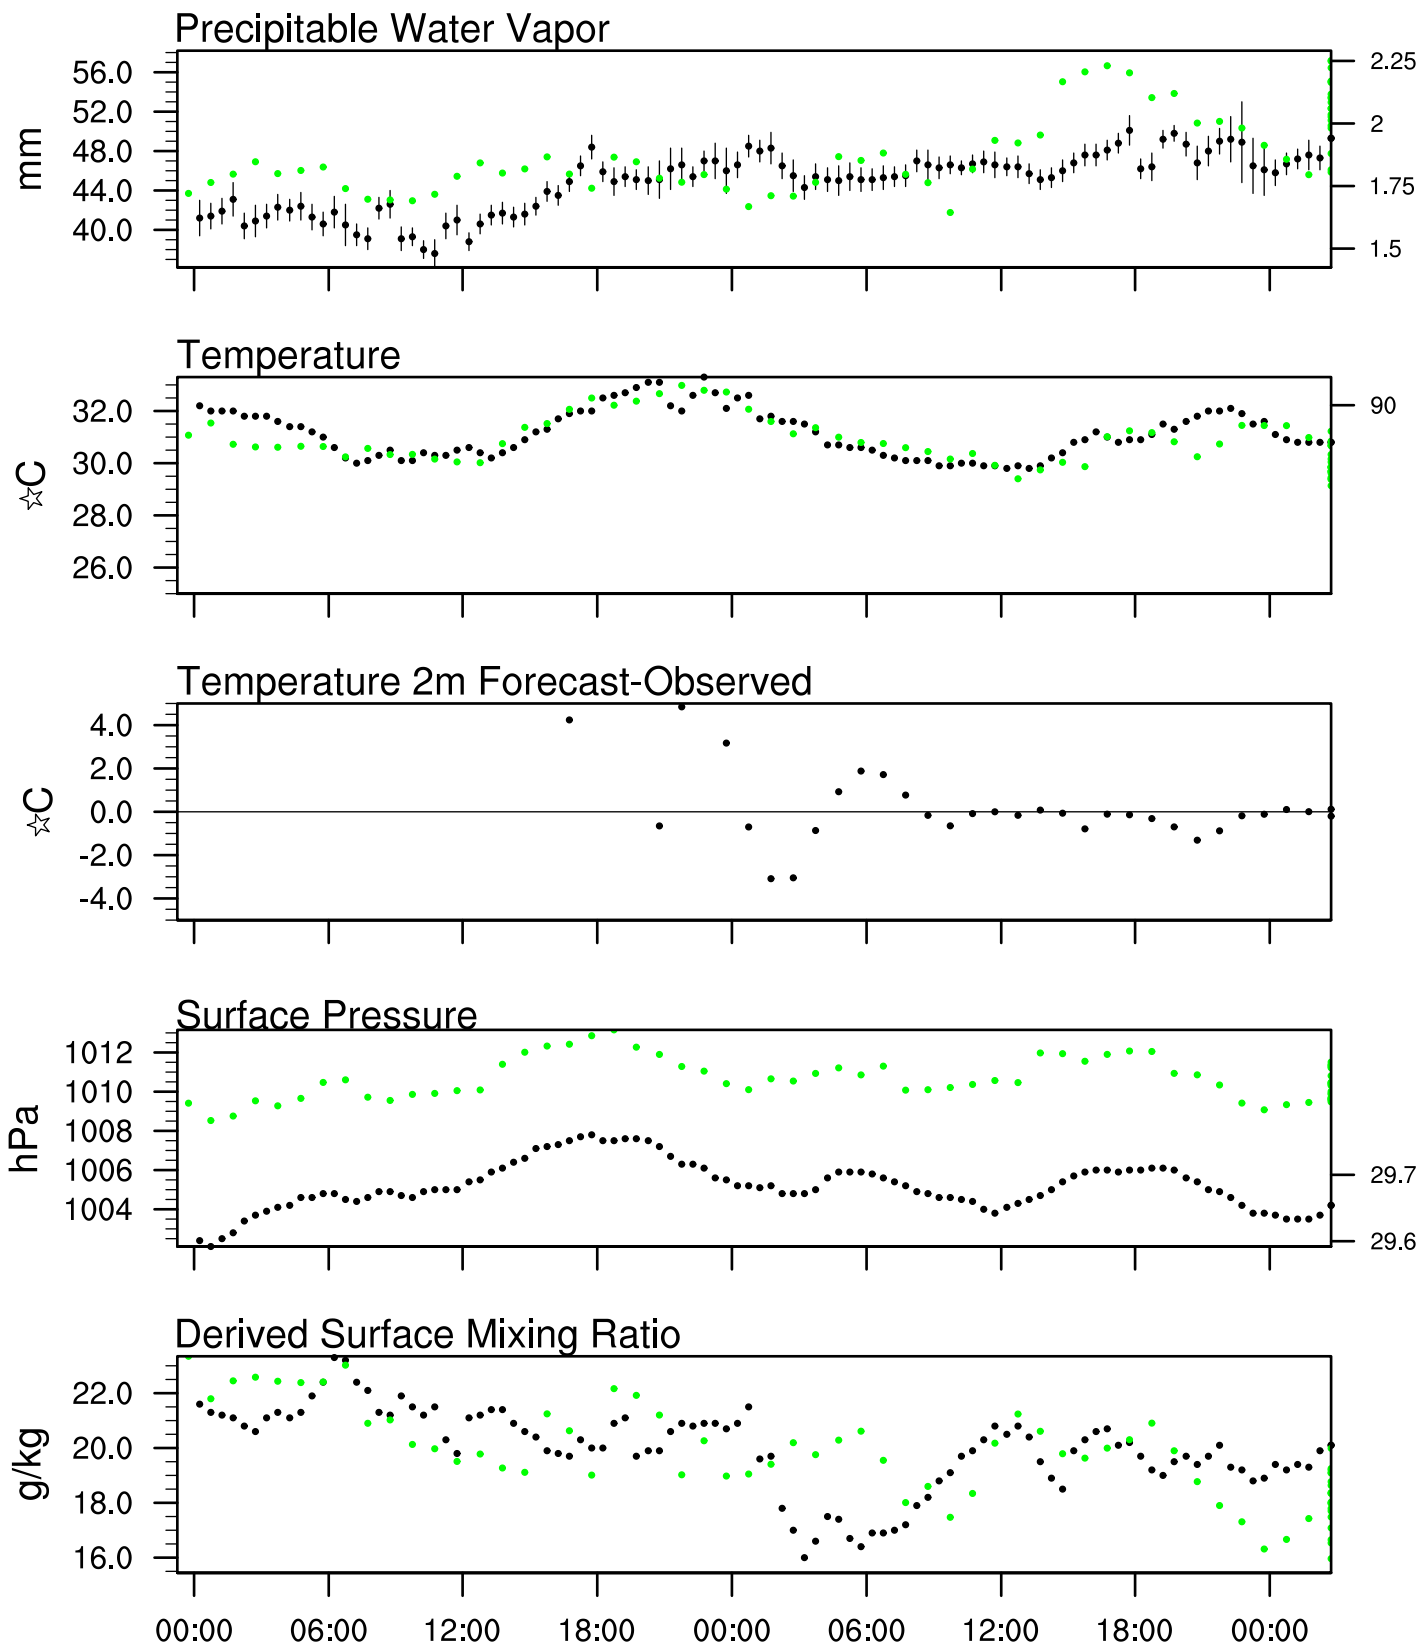 Precipitable Water Vapor
56.0
52.0
48.0
44.0
40.0
mm
2.25
2
1.75
1.5
Temperature
32.0
30.0
28.0
26.0
☆C
90
Temperature 2m Forecast-Observed
4.0
2.0
0.0
-2.0
-4.0
☆C
Surface Pressure
1012
1010
1008
1006
1004
hPa
29.7
29.6
Derived Surface Mixing Ratio
22.0
20.0
18.0
16.0
g/kg
00:00 06:00 12:00 18:00 00:00 06:00 12:00 18:00 00:00